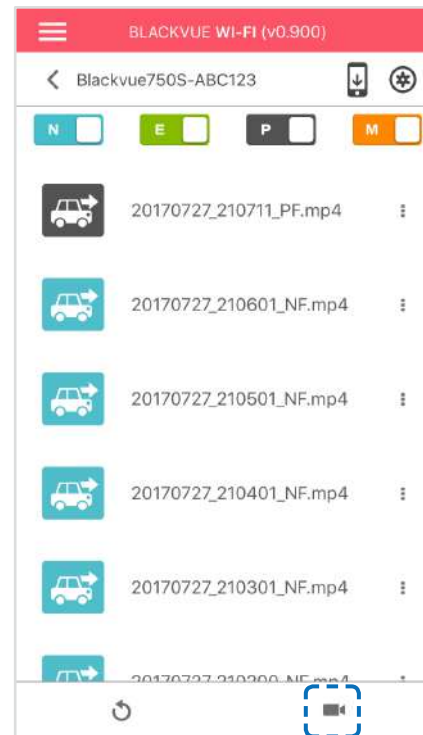 BLACKVUE WI-FI (v0.900)
Blackvue750S-ABC123
N E P M
20170727_210711_PF.mp4
20170727_210601_NF.mp4
20170727_210501_NF.mp4
20170727_210401_NF.mp4
20170727_210301_NF.mp4